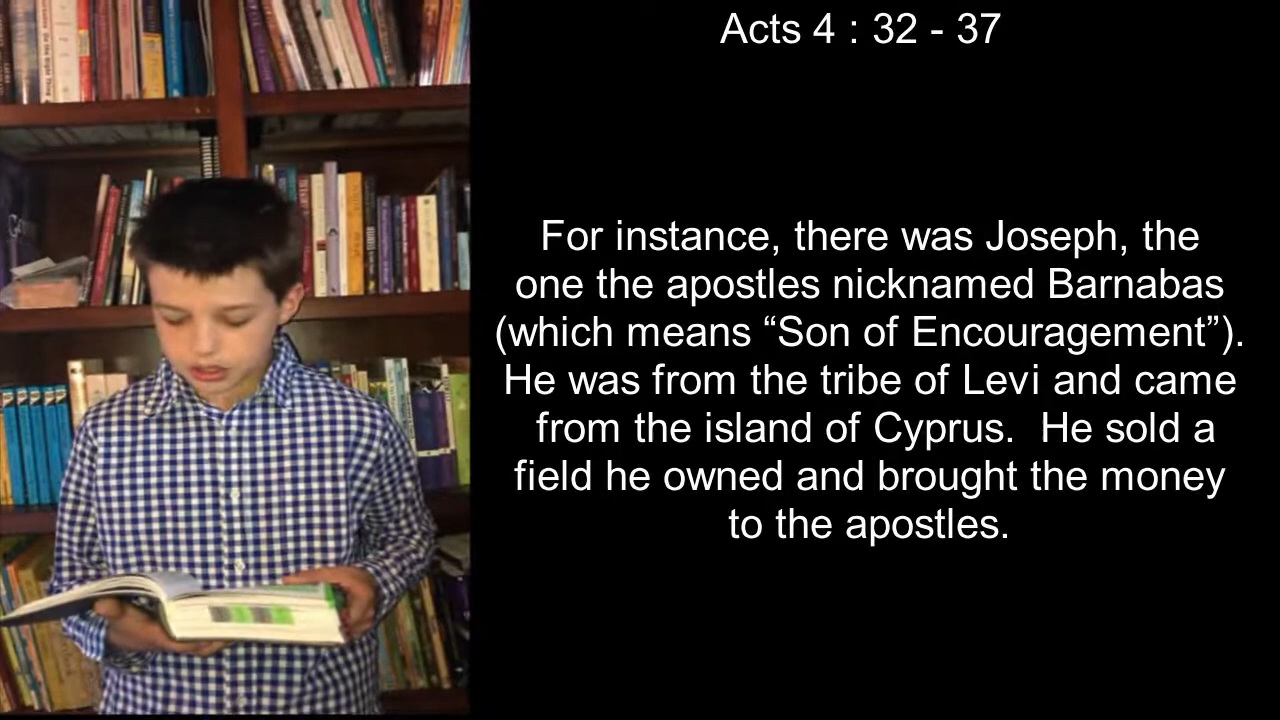 Acts 4 : 32 - 37
For instance, there was Joseph, the
one the apostles nicknamed Barnabas
(which means “Son of Encouragement”).
He was from the tribe of Levi and came
from the island of Cyprus.  He sold a
field he owned and brought the money
to the apostles.